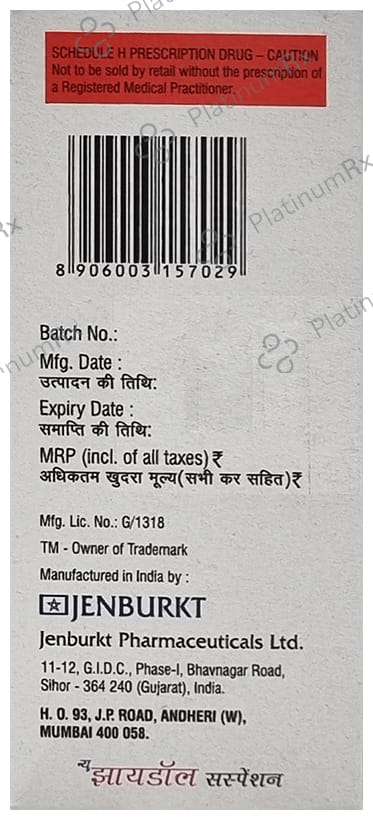 SCHEDULE H PRESCRIPTION DRUG – CAUTION
Not to be sold by retail without the prescription of
a Registered Medical Practitioner.
8 906003 157029
Batch No.:
Mfg. Date :
उत्पादन की तिथि:
Expiry Date :
समाप्ति की तिथि:
MRP (incl. of all taxes) ₹
अधिकतम खुदरा मूल्य(सभी कर सहित)₹
Mfg. Lic. No.: G/1318
TM - Owner of Trademark
Manufactured in India by :
JENBURKT
Jenburkt Pharmaceuticals Ltd.
11-12, G.I.D.C., Phase-I, Bhavnagar Road,
Sihor - 364 240 (Gujarat), India.
H. O. 93, J.P. ROAD, ANDHERI (W),
MUMBAI 400 058.
न्यू झायडॉल सस्पेंशन
PlatinumRx
PlatinumRx
PlatinumRx